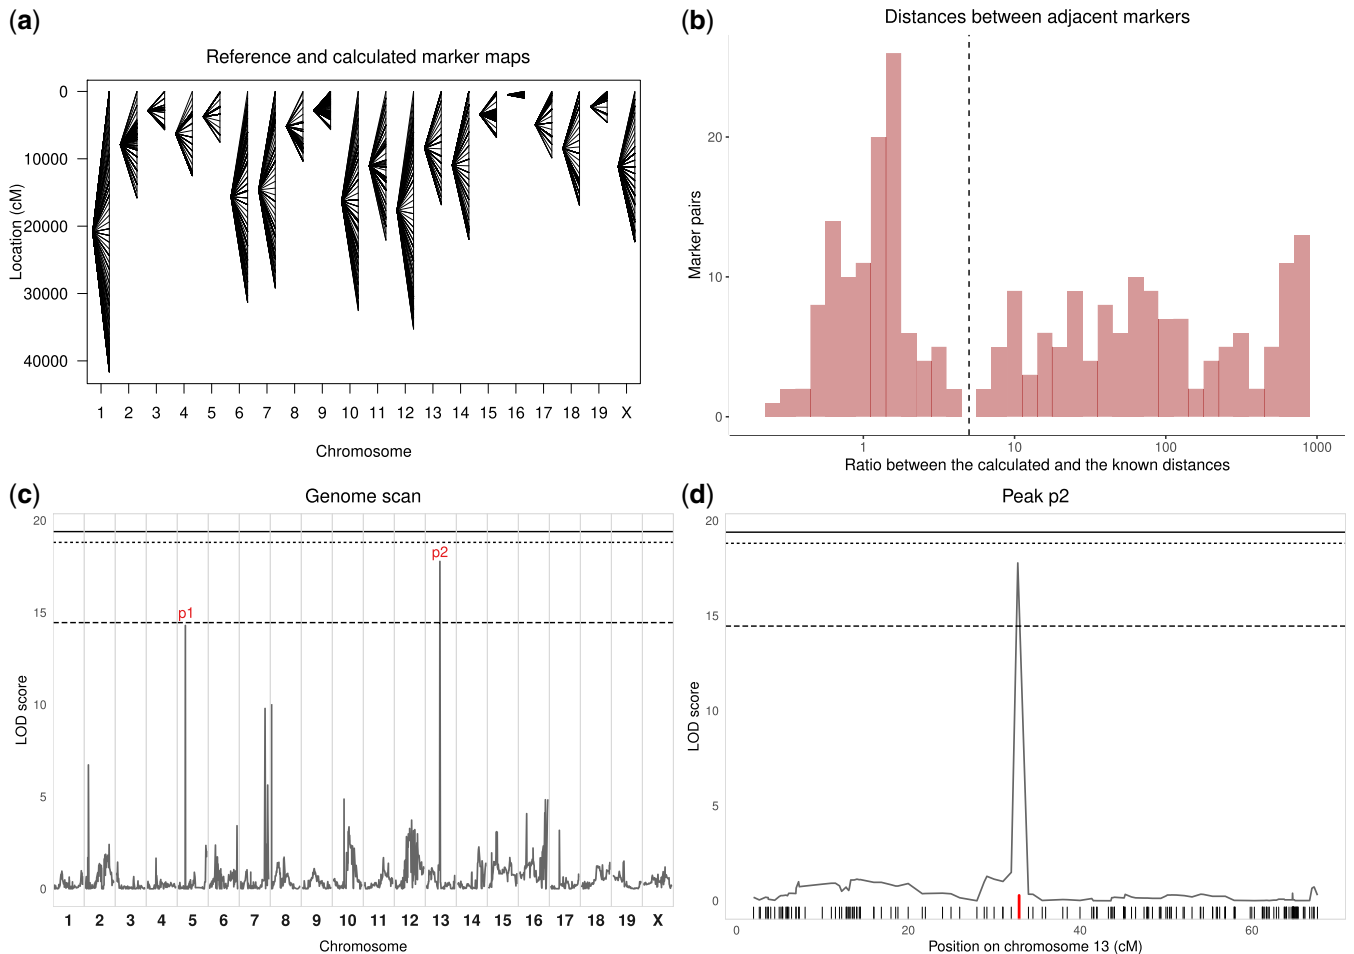 (a)
Reference and calculated marker maps
Location (cM)
0
10000
20000
30000
40000
1 2 3 4 5 6 7 8 9 10 11 12 13 14 15 16 17 18 19 X
Chromosome
(b)
Distances between adjacent markers
Marker pairs
20
10
0
1 10 100 1000
Ratio between the calculated and the known distances
(c)
Genome scan
LOD score
20
15
10
5
0
p1
p2
1 2 3 4 5 6 7 8 9 10 11 12 13 14 15 16 17 18 19 X
Chromosome
(d)
Peak p2
LOD score
20
15
10
5
0
0 20 40 60
Position on chromosome 13 (cM)